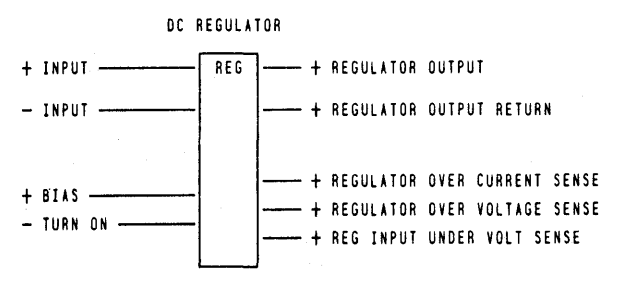 DC REGULATOR
+ INPUT
REG
+ REGULATOR OUTPUT
- INPUT
+ REGULATOR OUTPUT RETURN
+ REGULATOR OVER CURRENT SENSE
+ BIAS
+ REGULATOR OVER VOLTAGE SENSE
- TURN ON
+ REG INPUT UNDER VOLT SENSE